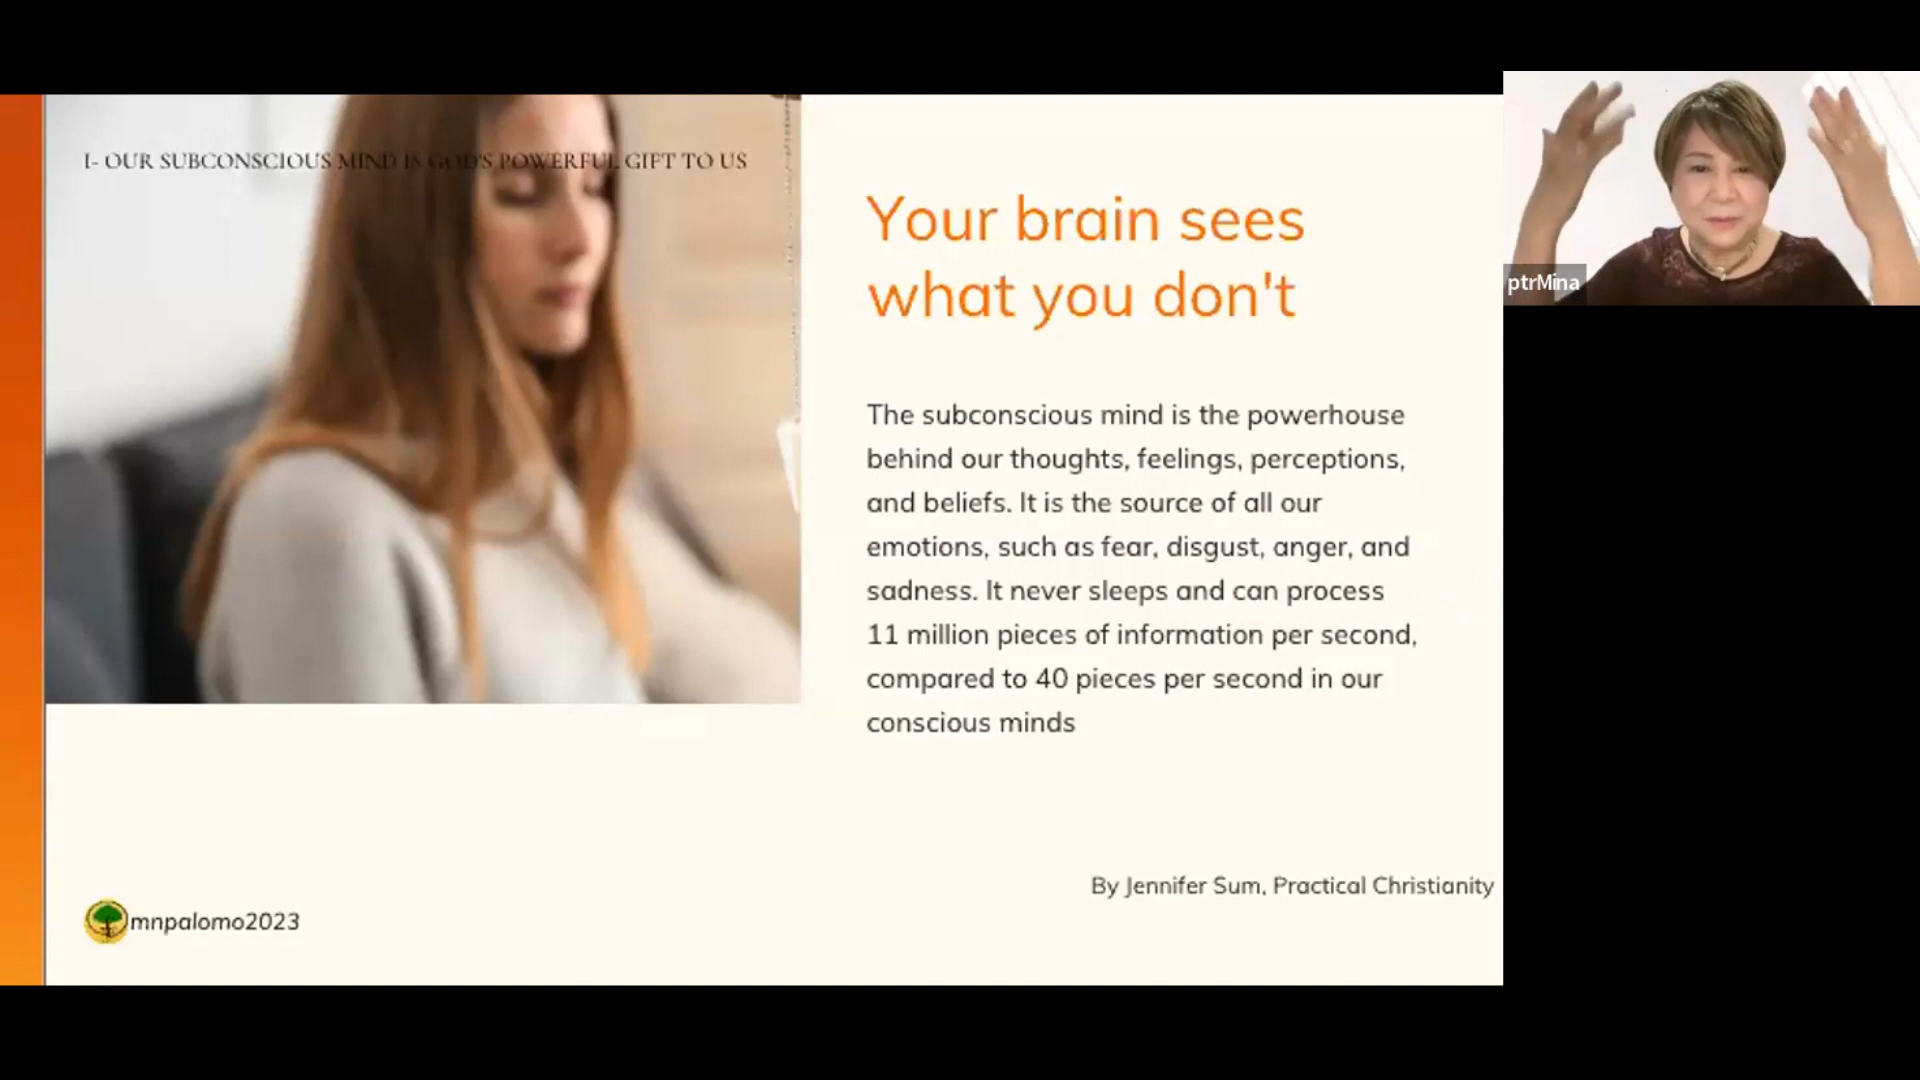 I- OUR SUBCONSCIOUS MIND IS GOD'S POWERFUL GIFT TO US
Your brain sees
what you don't
The subconscious mind is the powerhouse
behind our thoughts, feelings, perceptions,
and beliefs. It is the source of all our
emotions, such as fear, disgust, anger, and
sadness. It never sleeps and can process
11 million pieces of information per second,
compared to 40 pieces per second in our
conscious minds
By Jennifer Sum, Practical Christianity
mnpalomo2023
ptrMina